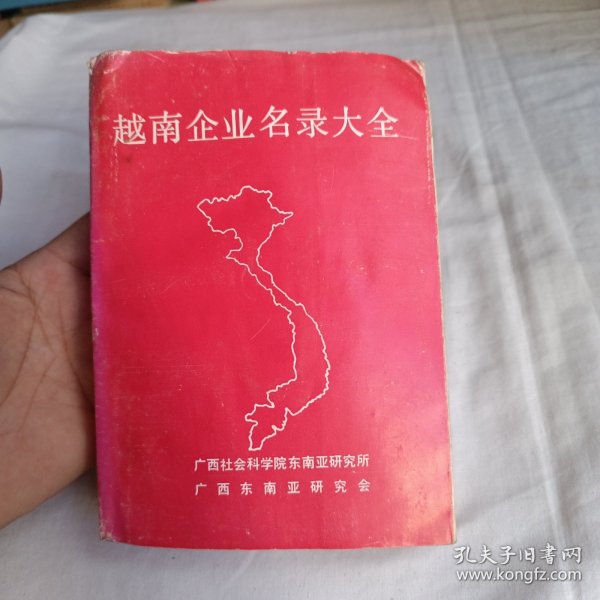 越南企业名录大全
广西社会科学院东南亚研究所
广西东南亚研究会
孔夫子旧书网
www.kongfz.com